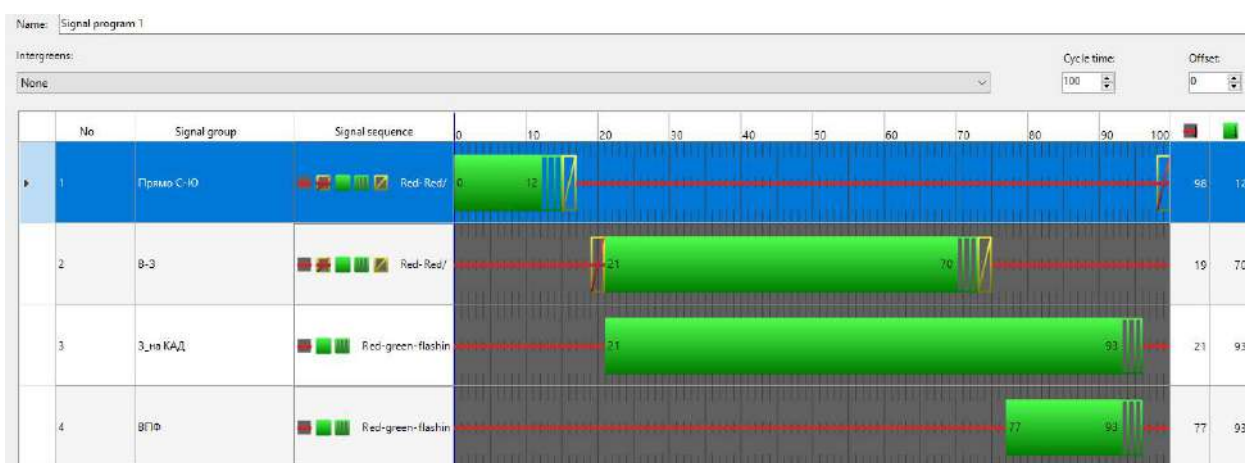 Name: Signal program 1
Intergreens:
Cycle time:
Offset:
None
100
0
No Signal group Signal sequence 0 10 20 30 40 50 60 70 80 90 100
1 Прямо С-Ю Red-Red/ 0 12 98 12
2 В-З Red-Red/ 21 70 19 70
3 З_на КАД Red-green-flashin 21 93 21 93
4 ВПФ Red-green-flashin 77 93 77 93